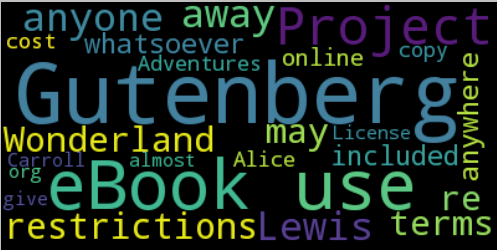 anyone away Project
cost whatsoever copy
Adventures online
Gutenberg anywhere
Wonderland may License
Carroll almost Alice included
org eBook use re
give
restrictions Lewis terms